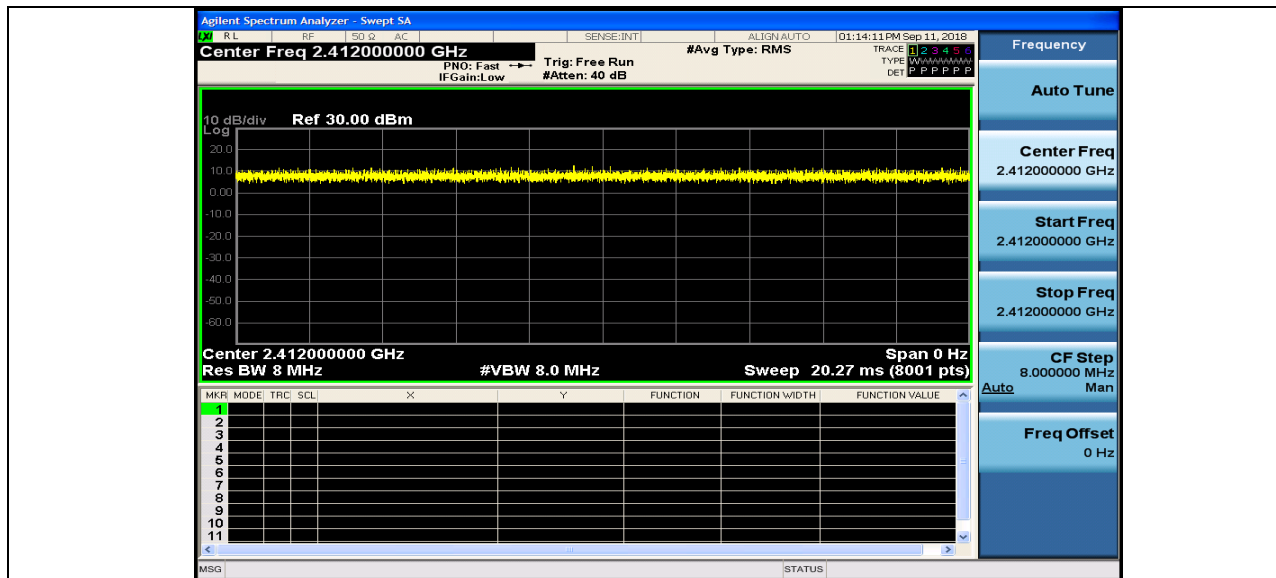 Agilent Spectrum Analyzer - Swept SA
LXI RL RF 50 Ω AC SENSE:INT ALIGN AUTO 01:14:11 PM Sep 11, 2018
Center Freq 2.412000000 GHz #Avg Type: RMS TRACE 1 2 3 4 5 6
PNO: Fast Trig: Free Run TYPE
IFGain:Low #Atten: 40 dB DET P P P P P P
10 dB/div Ref 30.00 dBm
Log
20.0
10.0
0.00
-10.0
-20.0
-30.0
-40.0
-50.0
-60.0
Center 2.412000000 GHz Span 0 Hz
Res BW 8 MHz #VBW 8.0 MHz Sweep 20.27 ms (8001 pts)
MKR MODE TRC SCL X Y FUNCTION FUNCTION WIDTH FUNCTION VALUE
1
2
3
4
5
6
7
8
9
10
11
MSG STATUS
Frequency
Auto Tune
Center Freq
2.412000000 GHz
Start Freq
2.412000000 GHz
Stop Freq
2.412000000 GHz
CF Step
8.000000 MHz
Auto Man
Freq Offset
0 Hz